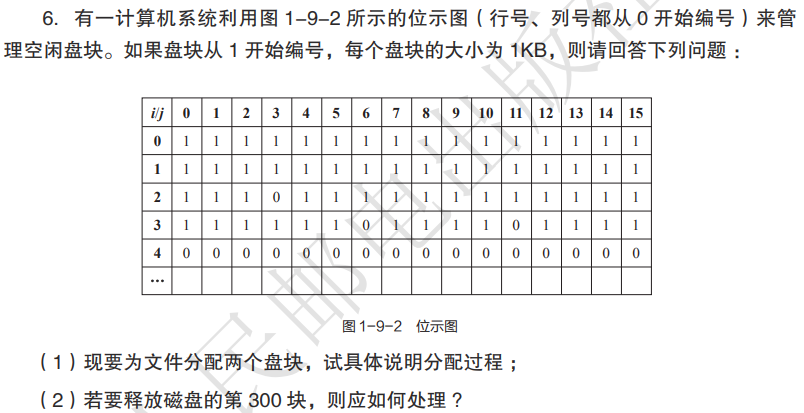 6. 有一计算机系统利用图 1-9-2 所示的位示图（行号、列号都从 0 开始编号）来管
理空闲盘块。如果盘块从 1 开始编号，每个盘块的大小为 1KB，则请回答下列问题：
i/j 0 1 2 3 4 5 6 7 8 9 10 11 12 13 14 15
0 1 1 1 1 1 1 1 1 1 1 1 1 1 1 1 1
1 1 1 1 1 1 1 1 1 1 1 1 1 1 1 1 1
2 1 1 1 0 1 1 1 1 1 1 1 1 1 1 1 1
3 1 1 1 1 1 1 0 1 1 1 1 0 1 1 1 1
4 0 0 0 0 0 0 0 0 0 0 0 0 0 0 0 0
…
图 1-9-2 位示图
（1）现要为文件分配两个盘块，试具体说明分配过程；
（2）若要释放磁盘的第 300 块，则应如何处理？
民邮电出版社